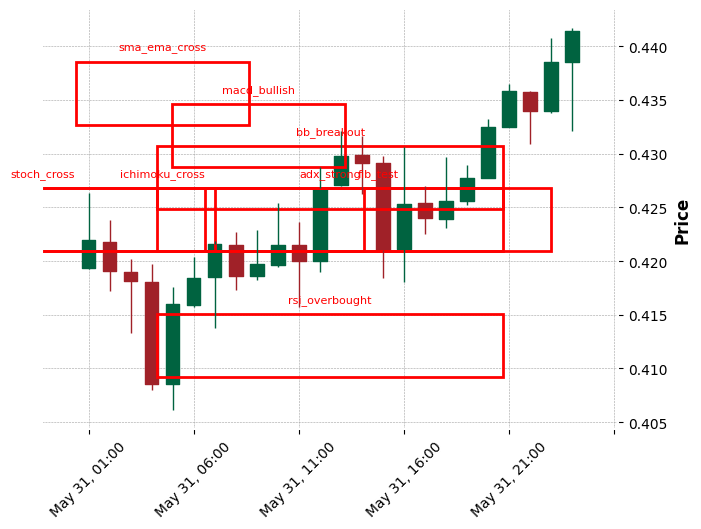 sma_ema_cross
0.440
macd_bullish
0.435
bb_breakout
0.430
stoch_cross
ichimoku_cross
adx_strong
fib_test
0.425
Price
0.420
rsi_overbought
0.415
0.410
0.405
May 31, 01:00
May 31, 06:00
May 31, 11:00
May 31, 16:00
May 31, 21:00